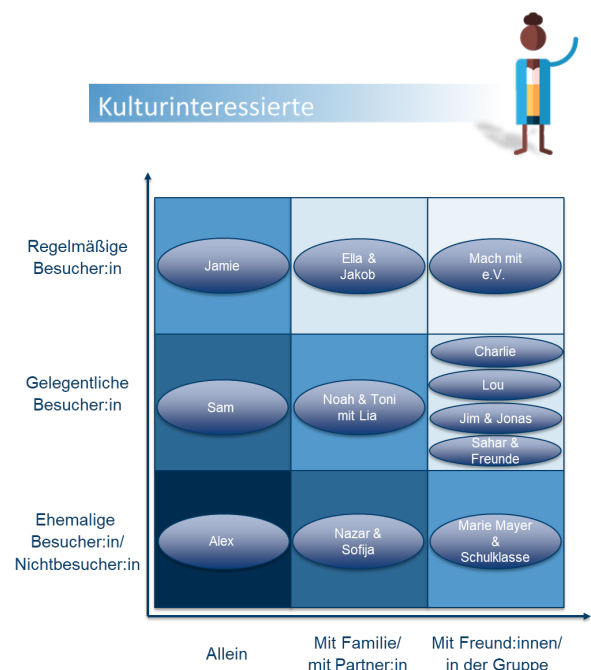 Kulturinteressierte
Regelmäßige
Besucher:in
Jamie
Ella &
Jakob
Mach mit
e.V.
Gelegentliche
Besucher:in
Sam
Noah & Toni
mit Lia
Charlie
Lou
Jim & Jonas
Sahar &
Freunde
Ehemalige
Besucher:in/
Nichtbesucher:in
Alex
Nazar &
Sofija
Marie Mayer
&
Schulklasse
Allein
Mit Familie/
mit Partner:in
Mit Freund:innen/
in der Gruppe